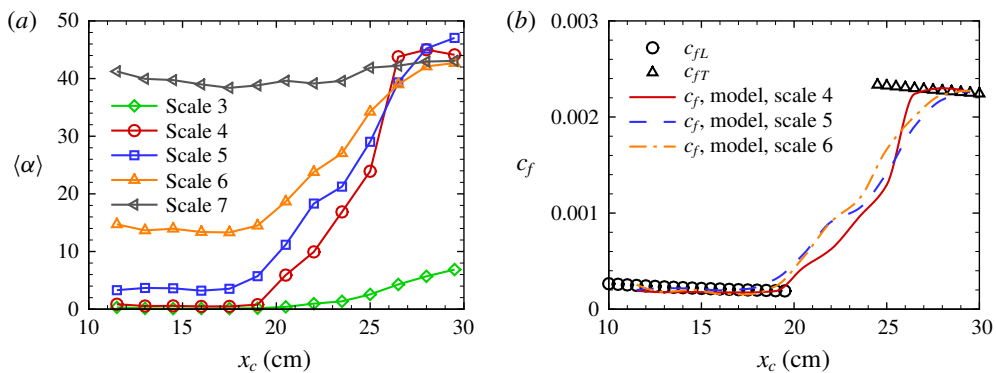 (a)
50
40
30
20
10
0
⟨α⟩
Scale 3
Scale 4
Scale 5
Scale 6
Scale 7
10 15 20 25 30
x_c (cm)
(b)
0.003
0.002
0.001
0
c_f
c_fL
c_fT
c_f, model, scale 4
c_f, model, scale 5
c_f, model, scale 6
10 15 20 25 30
x_c (cm)